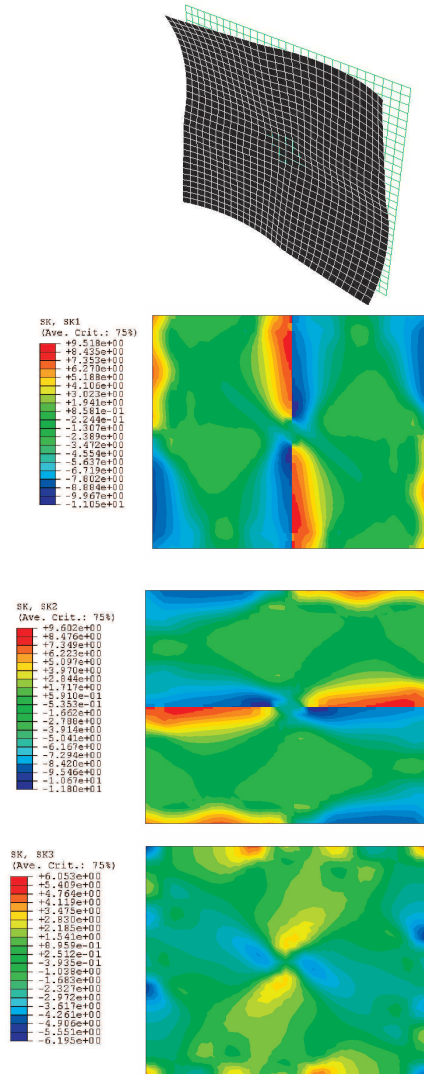 SK, SK1
(Ave. Crit.: 75%)
+9.518e+00
+8.435e+00
+7.353e+00
+6.270e+00
+5.188e+00
+4.106e+00
+3.023e+00
+1.941e+00
+8.581e-01
-2.244e-01
-1.307e+00
-2.389e+00
-3.472e+00
-4.554e+00
-5.637e+00
-6.719e+00
-7.802e+00
-8.884e+00
-9.967e+00
-1.105e+01
SK, SK2
(Ave. Crit.: 75%)
+9.602e+00
+8.476e+00
+7.349e+00
+6.223e+00
+5.097e+00
+3.970e+00
+2.844e+00
+1.717e+00
+5.910e-01
-5.353e-01
-1.662e+00
-2.788e+00
-3.914e+00
-5.041e+00
-6.167e+00
-7.294e+00
-8.420e+00
-9.546e+00
-1.067e+01
-1.180e+01
SK, SK3
(Ave. Crit.: 75%)
+6.053e+00
+5.409e+00
+4.764e+00
+4.119e+00
+3.475e+00
+2.830e+00
+2.185e+00
+1.541e+00
+8.959e-01
+2.512e-01
-3.935e-01
-1.038e+00
-1.683e+00
-2.327e+00
-2.972e+00
-3.617e+00
-4.261e+00
-4.906e+00
-5.551e+00
-6.195e+00